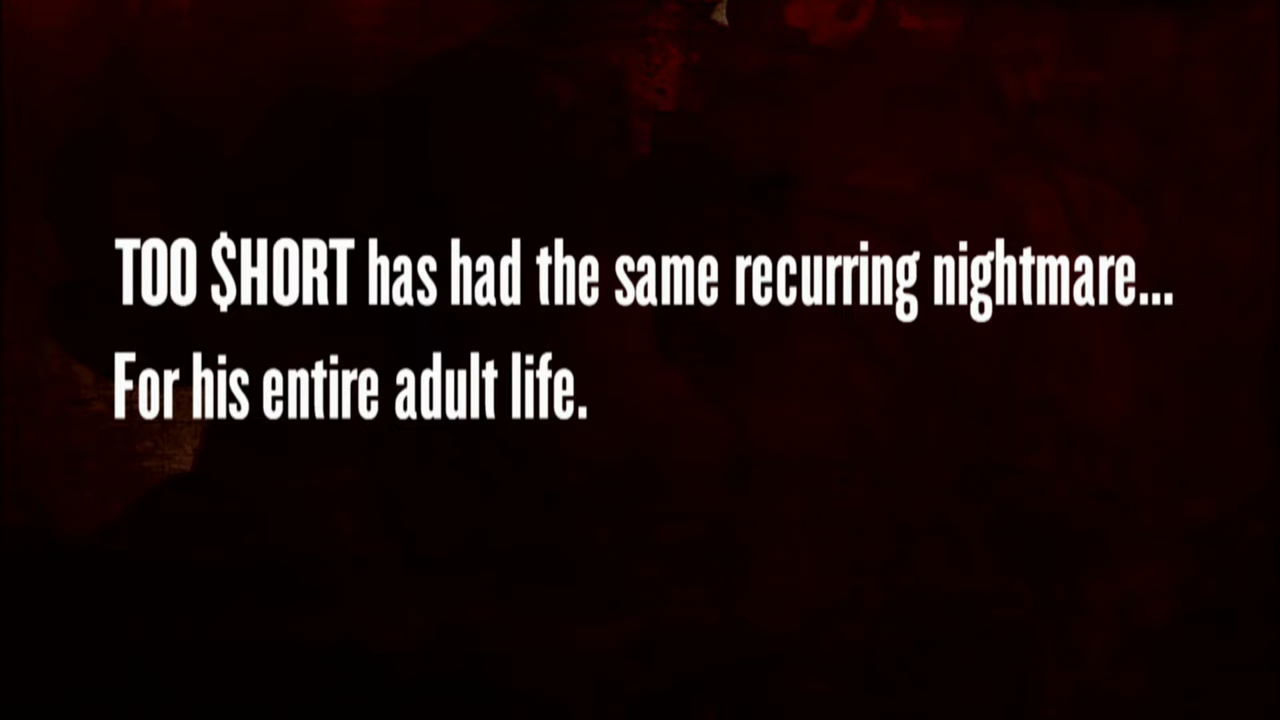 TOO $HORT has had the same recurring nightmare...
For his entire adult life.